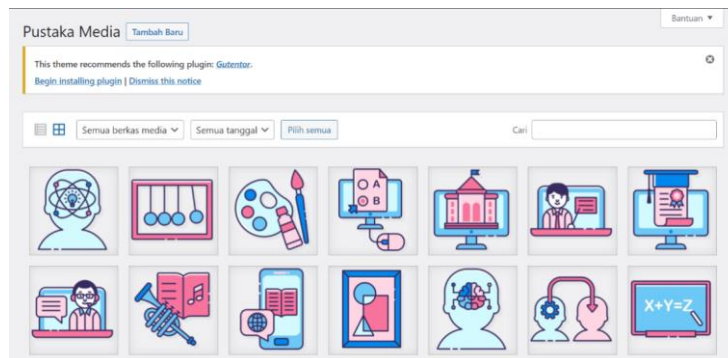 Bantuan ▼
Pustaka Media Tambah Baru
This theme recommends the following plugin: Gutentor.
Begin installing plugin | Dismiss this notice
Semua berkas media Semua tanggal Pilih semua Cari
A
B
X+Y=Z